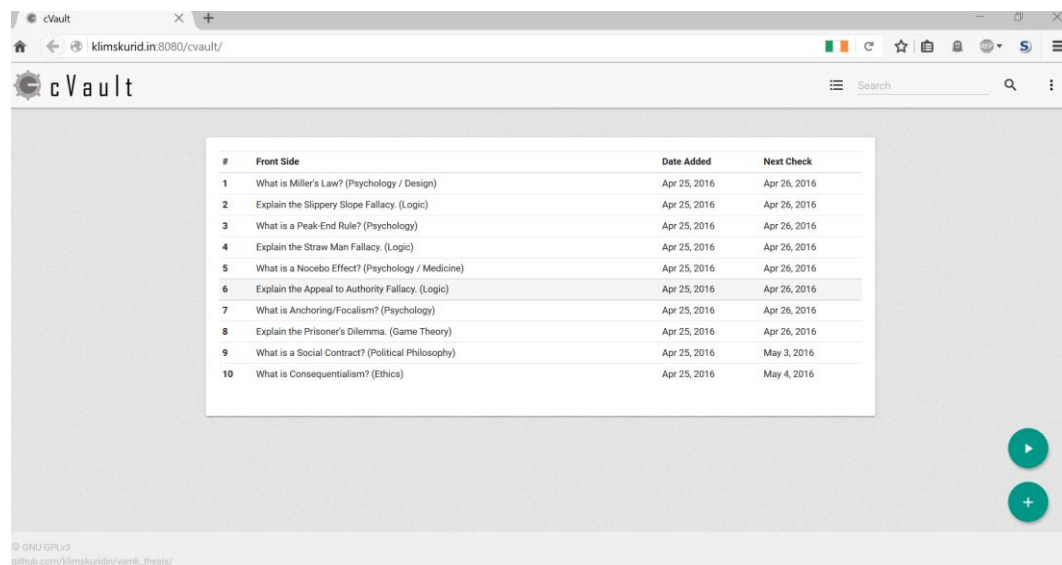 cVault
klimskurid.in:8080/cvault/
cVault
Search
# Front Side Date Added Next Check
1 What is Miller's Law? (Psychology / Design) Apr 25, 2016 Apr 26, 2016
2 Explain the Slippery Slope Fallacy. (Logic) Apr 25, 2016 Apr 26, 2016
3 What is a Peak-End Rule? (Psychology) Apr 25, 2016 Apr 26, 2016
4 Explain the Straw Man Fallacy. (Logic) Apr 25, 2016 Apr 26, 2016
5 What is a Nocebo Effect? (Psychology / Medicine) Apr 25, 2016 Apr 26, 2016
6 Explain the Appeal to Authority Fallacy. (Logic) Apr 25, 2016 Apr 26, 2016
7 What is Anchoring/Focalism? (Psychology) Apr 25, 2016 Apr 26, 2016
8 Explain the Prisoner's Dilemma. (Game Theory) Apr 25, 2016 Apr 26, 2016
9 What is a Social Contract? (Political Philosophy) Apr 25, 2016 May 3, 2016
10 What is Consequentialism? (Ethics) Apr 25, 2016 May 4, 2016
GNU GPLv3
github.com/klimskuridin/vamk_thesis/